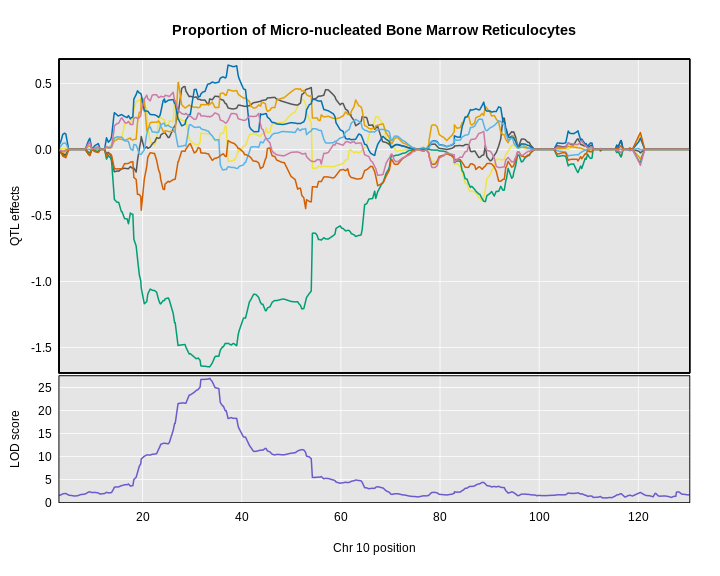 Proportion of Micro-nucleated Bone Marrow Reticulocytes
QTL effects
0.5
0.0
-0.5
-1.0
-1.5
LOD score
25
20
15
10
5
0
20 40 60 80 100 120
Chr 10 position